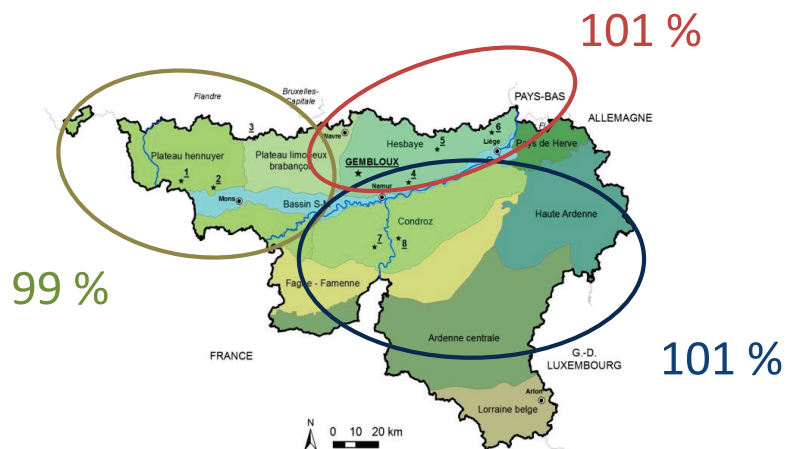 101 %
Flandre
Bruxelles-
Capitale
PAYS-BAS
ALLEMAGNE
3
Wavre
Hesbaye
5
6
Liège
Pays de Herve
Plateau hennuyer
Plateau limoneux
brabançon
GEMBLOUX
1
2
4
Namur
Mons
Bassin S-M
Condroz
Haute Ardenne
7
8
99 %
Fagne - Famenne
Ardenne centrale
FRANCE
G.-D.
LUXEMBOURG
101 %
Arlon
Lorraine belge
N
0 10 20 km